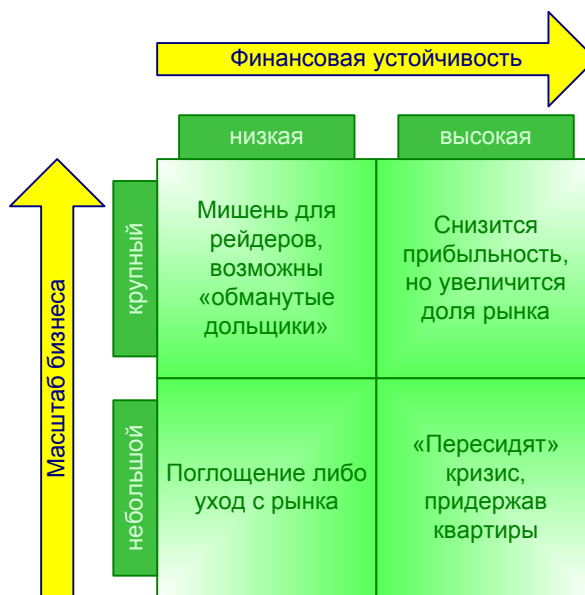 Финансовая устойчивость
низкая
высокая
Масштаб бизнеса
крупный
Мишень для
рейдеров,
возможны
«обманутые
дольщики»
Снизится
прибыльность,
но увеличится
доля рынка
небольшой
Поглощение либо
уход с рынка
«Пересидят»
кризис,
придержав
квартиры